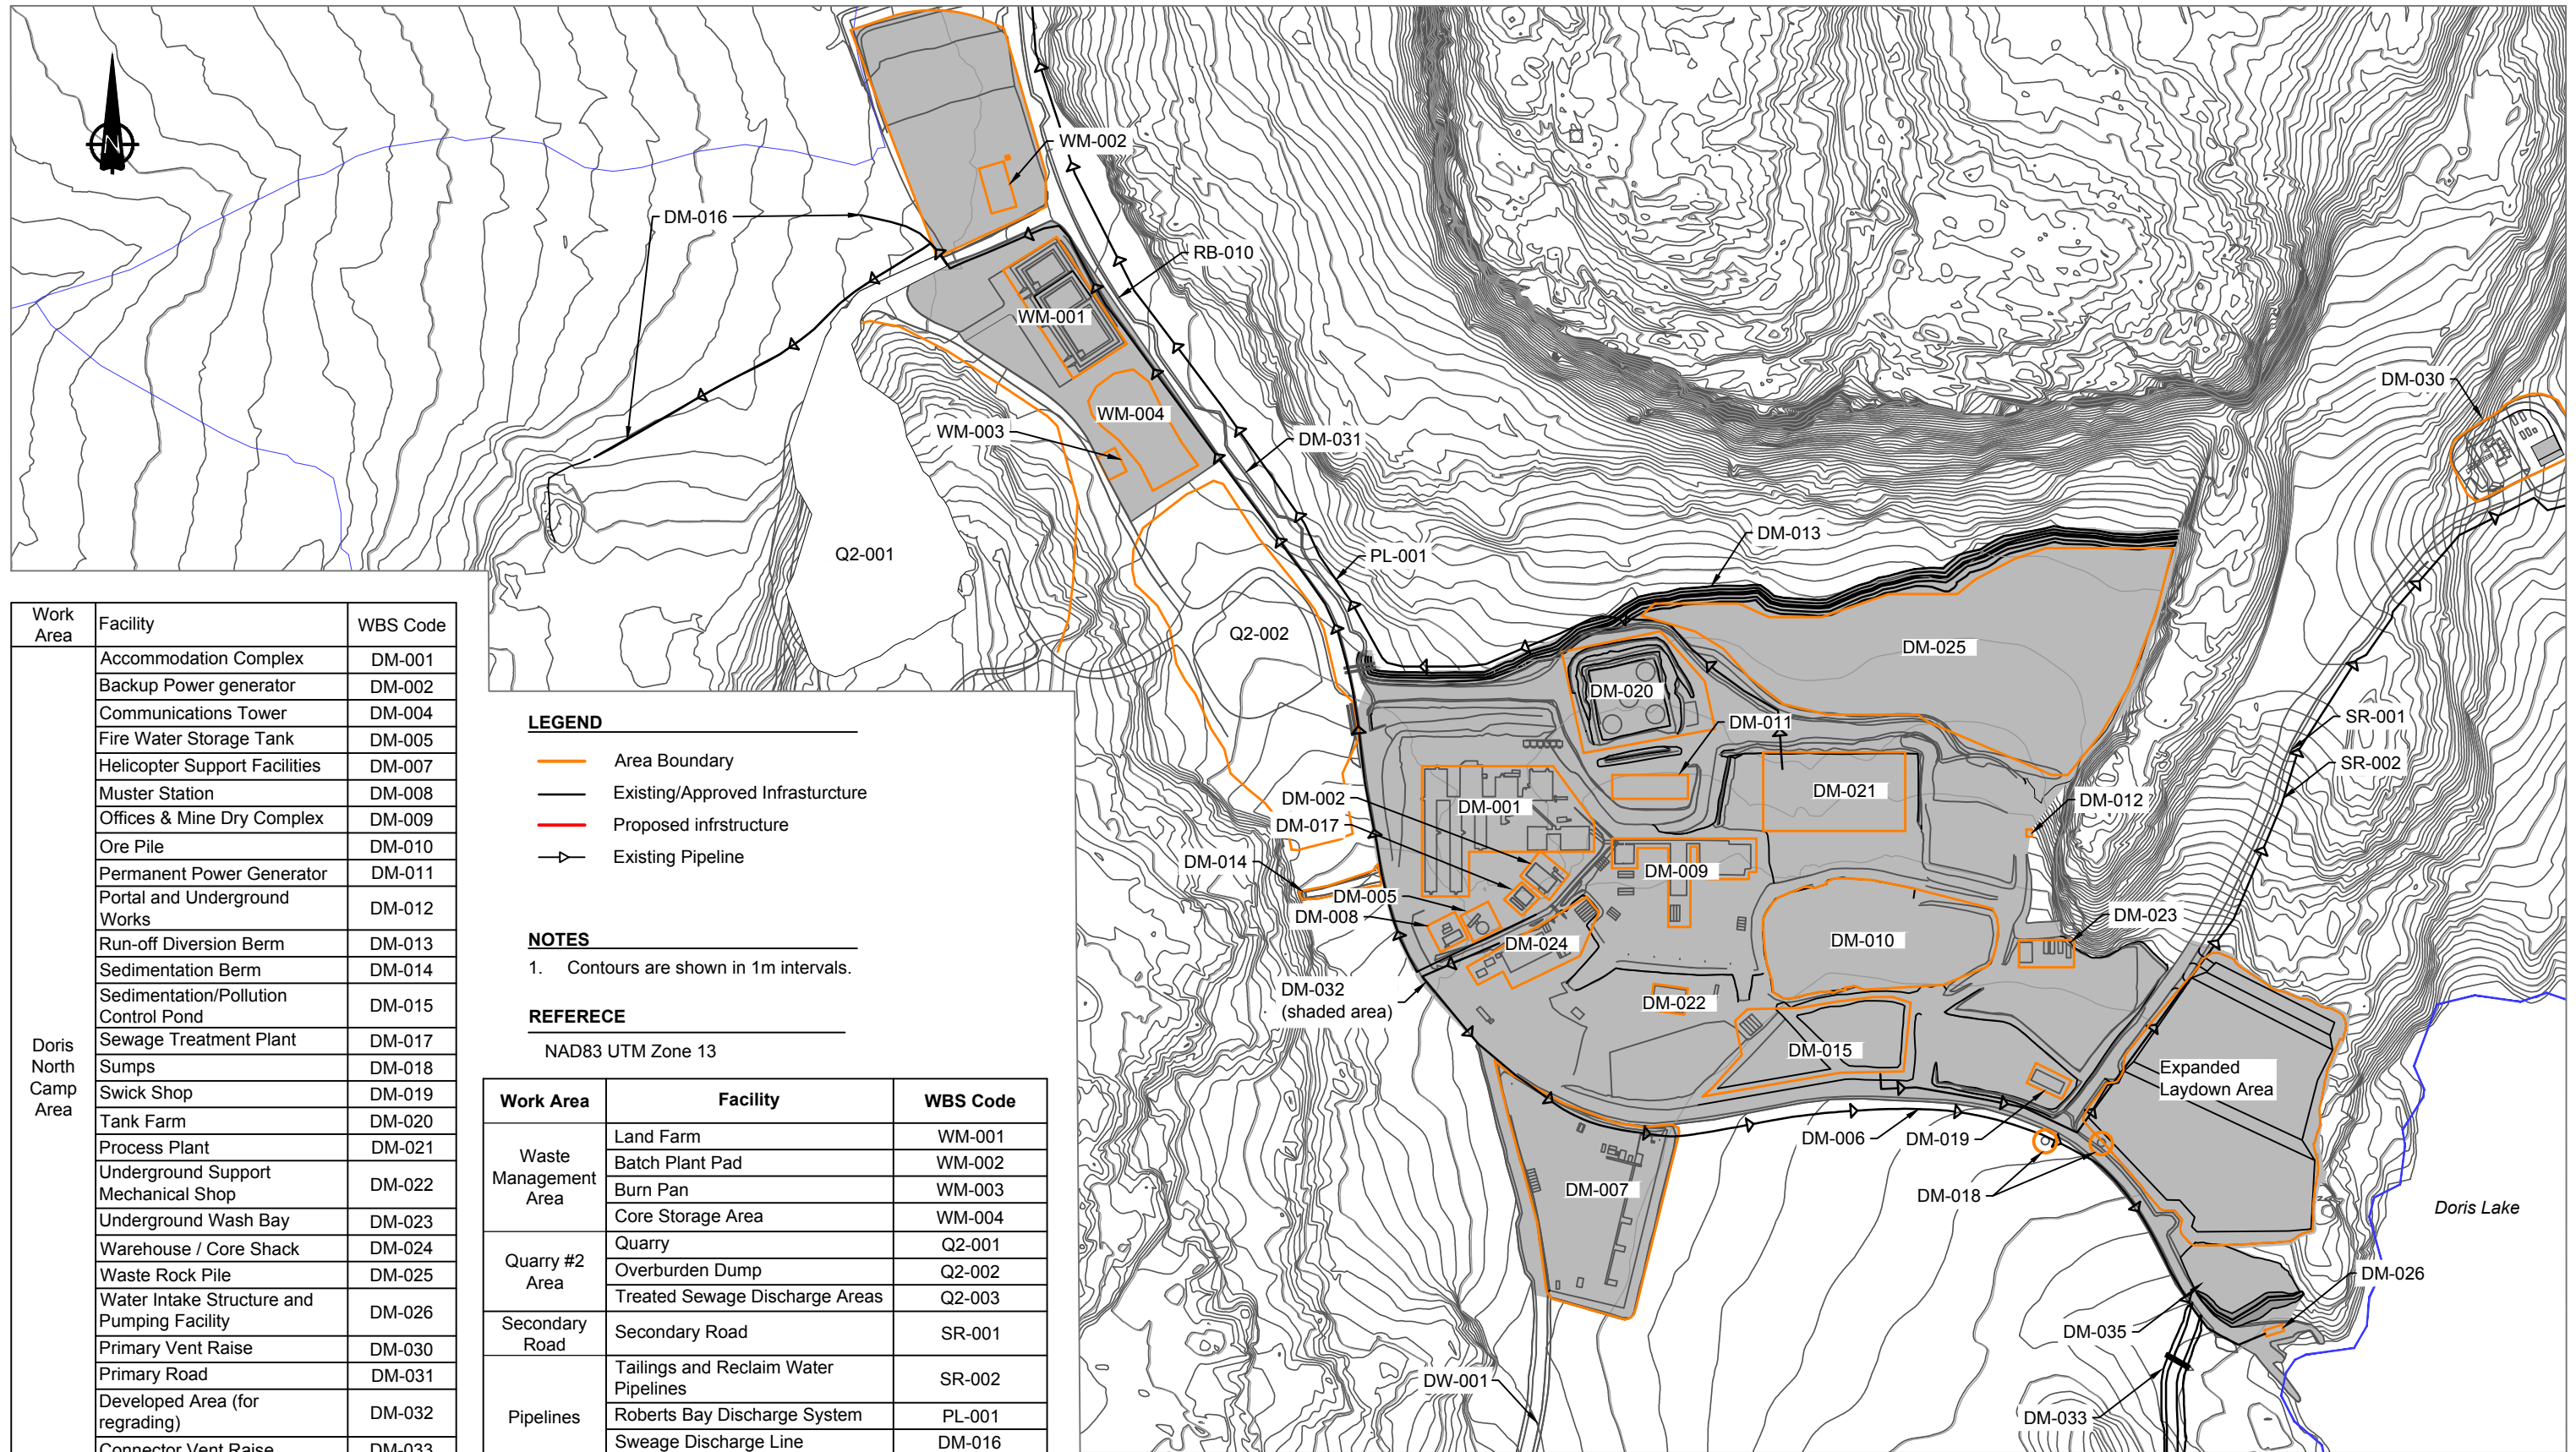 N
WM-002
DM-016
RB-010
WM-001
DM-030
WM-004
WM-003
DM-031
DM-013
Q2-001
PL-001
Q2-002
DM-025
DM-020
DM-011
SR-001
SR-002
DM-021
DM-002
DM-001
DM-012
DM-017
DM-014
DM-009
DM-005
DM-008
DM-023
DM-024
DM-010
DM-032
(shaded area)
DM-022
DM-015
Expanded
Laydown Area
DM-006
DM-019
DM-007
DM-018
Doris Lake
DM-026
DM-035
DW-001
DM-033
Work Area Facility WBS Code
Doris North Camp Area
Accommodation Complex DM-001
Backup Power generator DM-002
Communications Tower DM-004
Fire Water Storage Tank DM-005
Helicopter Support Facilities DM-007
Muster Station DM-008
Offices & Mine Dry Complex DM-009
Ore Pile DM-010
Permanent Power Generator DM-011
Portal and Underground
Works DM-012
Run-off Diversion Berm DM-013
Sedimentation Berm DM-014
Sedimentation/Pollution
Control Pond DM-015
Sewage Treatment Plant DM-017
Sumps DM-018
Swick Shop DM-019
Tank Farm DM-020
Process Plant DM-021
Underground Support
Mechanical Shop DM-022
Underground Wash Bay DM-023
Warehouse / Core Shack DM-024
Waste Rock Pile DM-025
Water Intake Structure and
Pumping Facility DM-026
Primary Vent Raise DM-030
Primary Road DM-031
Developed Area (for
regrading) DM-032
Connector Vent Raise DM-033
LEGEND
Area Boundary
Existing/Approved Infrasturcture
Proposed infrstructure
Existing Pipeline
NOTES
1. Contours are shown in 1m intervals.
REFERECE
NAD83 UTM Zone 13
Work Area Facility WBS Code
Waste Management Area
Land Farm WM-001
Batch Plant Pad WM-002
Burn Pan WM-003
Core Storage Area WM-004
Quarry #2 Area
Quarry Q2-001
Overburden Dump Q2-002
Treated Sewage Discharge Areas Q2-003
Secondary Road
Secondary Road SR-001
Pipelines
Tailings and Reclaim Water
Pipelines SR-002
Roberts Bay Discharge System PL-001
Sweage Discharge Line DM-016